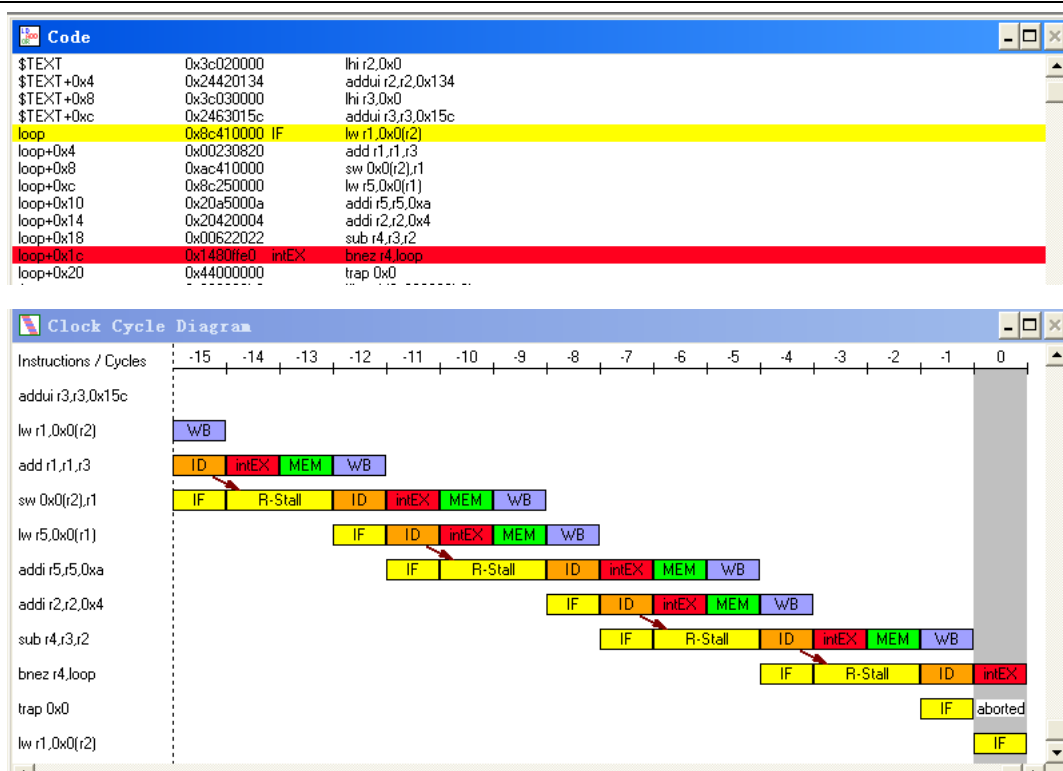 Code
$TEXT 0x3c020000 lhi r2,0x0
$TEXT+0x4 0x24420134 addui r2,r2,0x134
$TEXT+0x8 0x3c030000 lhi r3,0x0
$TEXT+0xc 0x2463015c addui r3,r3,0x15c
loop 0x8c410000 IF lw r1,0x0(r2)
loop+0x4 0x00230820 add r1,r1,r3
loop+0x8 0xac410000 sw 0x0(r2),r1
loop+0xc 0x8c250000 lw r5,0x0(r1)
loop+0x10 0x20a5000a addi r5,r5,0xa
loop+0x14 0x20420004 addi r2,r2,0x4
loop+0x18 0x00622022 sub r4,r3,r2
loop+0x1c 0x1480ffe0 intEX bnez r4,loop
loop+0x20 0x44000000 trap 0x0
Clock Cycle Diagram
Instructions / Cycles -15 -14 -13 -12 -11 -10 -9 -8 -7 -6 -5 -4 -3 -2 -1 0
addui r3,r3,0x15c
lw r1,0x0(r2) WB
add r1,r1,r3 ID intEX MEM WB
sw 0x0(r2),r1 IF R-Stall ID intEX MEM WB
lw r5,0x0(r1) IF ID intEX MEM WB
addi r5,r5,0xa IF R-Stall ID intEX MEM WB
addi r2,r2,0x4 IF ID intEX MEM WB
sub r4,r3,r2 IF R-Stall ID intEX MEM WB
bnez r4,loop IF R-Stall ID intEX
trap 0x0 IF aborted
lw r1,0x0(r2) IF